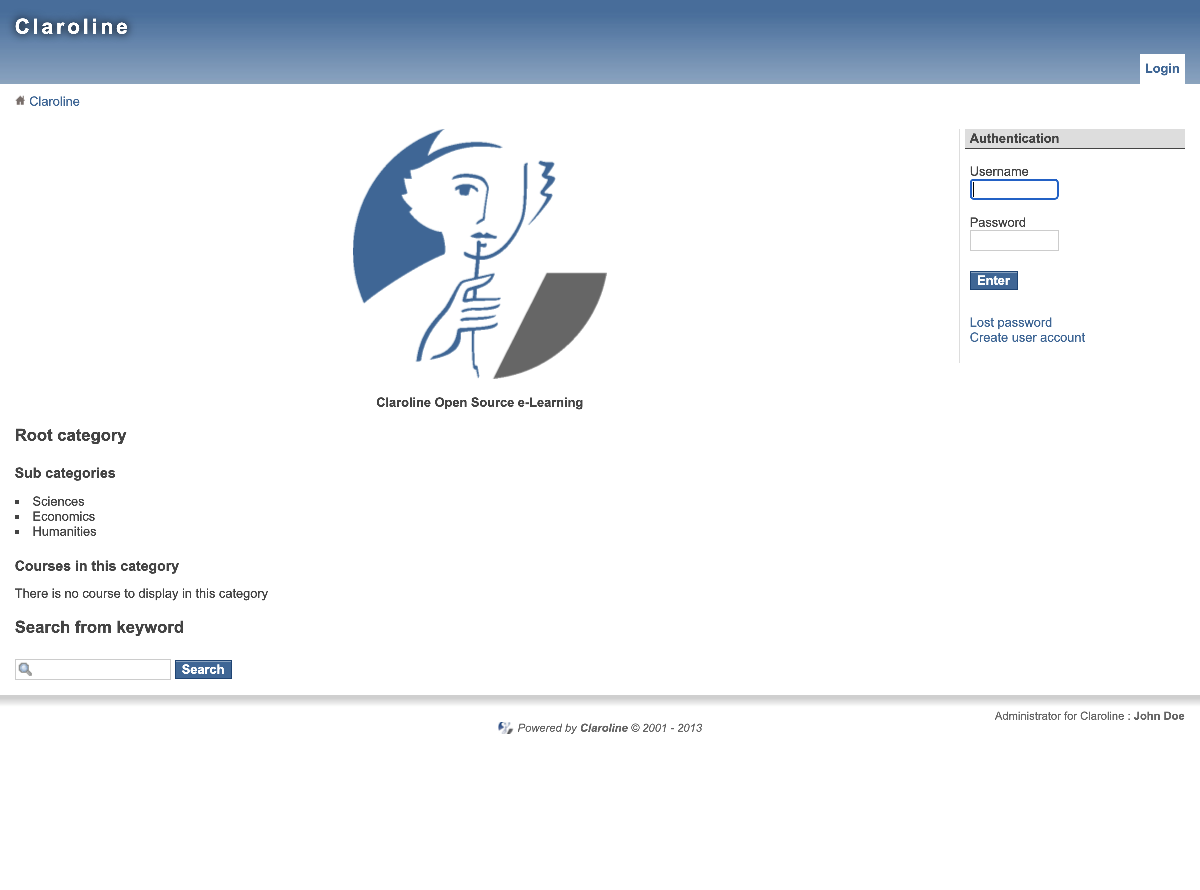 Claroline
Login
Claroline
Authentication
Username
Password
Enter
Lost password
Create user account
Claroline Open Source e-Learning
Root category
Sub categories
Sciences
Economics
Humanities
Courses in this category
There is no course to display in this category
Search from keyword
Search
Administrator for Claroline : John Doe
Powered by Claroline © 2001 - 2013